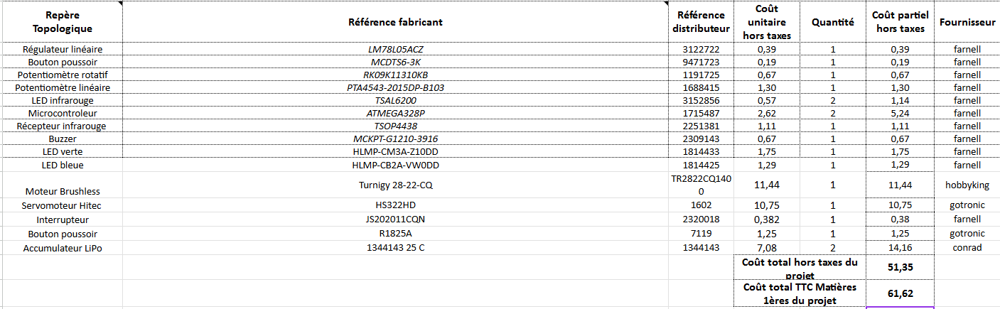 Repère Topologique Référence fabricant Référence distributeur Coût unitaire hors taxes Quantité Coût partiel hors taxes Fournisseur
Régulateur linéaire LM78L05ACZ 3122722 0,39 1 0,39 farnell
Bouton poussoir MCDTS6-3K 9471723 0,19 1 0,19 farnell
Potentiomètre rotatif RK09K11310KB 1191725 0,67 1 0,67 farnell
Potentiomètre linéaire PTA4543-2015DP-B103 1688415 1,30 1 1,30 farnell
LED infrarouge TSAL6200 3152856 0,57 2 1,14 farnell
Microcontroleur ATMEGA328P 1715487 2,62 2 5,24 farnell
Récepteur infrarouge TSOP4438 2251381 1,11 1 1,11 farnell
Buzzer MCKPT-G1210-3916 2309143 0,67 1 0,67 farnell
LED verte HLMP-CM3A-Z10DD 1814433 1,75 1 1,75 farnell
LED bleue HLMP-CB2A-VW0DD 1814425 1,29 1 1,29 farnell
Moteur Brushless Turnigy 28-22-CQ TR2822CQ1400 11,44 1 11,44 hobbyking
Servomoteur Hitec HS322HD 1602 10,75 1 10,75 gotronic
Interrupteur JS202011CQN 2320018 0,382 1 0,38 farnell
Bouton poussoir R1825A 7119 1,25 1 1,25 gotronic
Accumulateur LiPo 1344143 25 C 1344143 7,08 2 14,16 conrad
Coût total hors taxes du projet 51,35
Coût total TTC Matières 1ères du projet 61,62